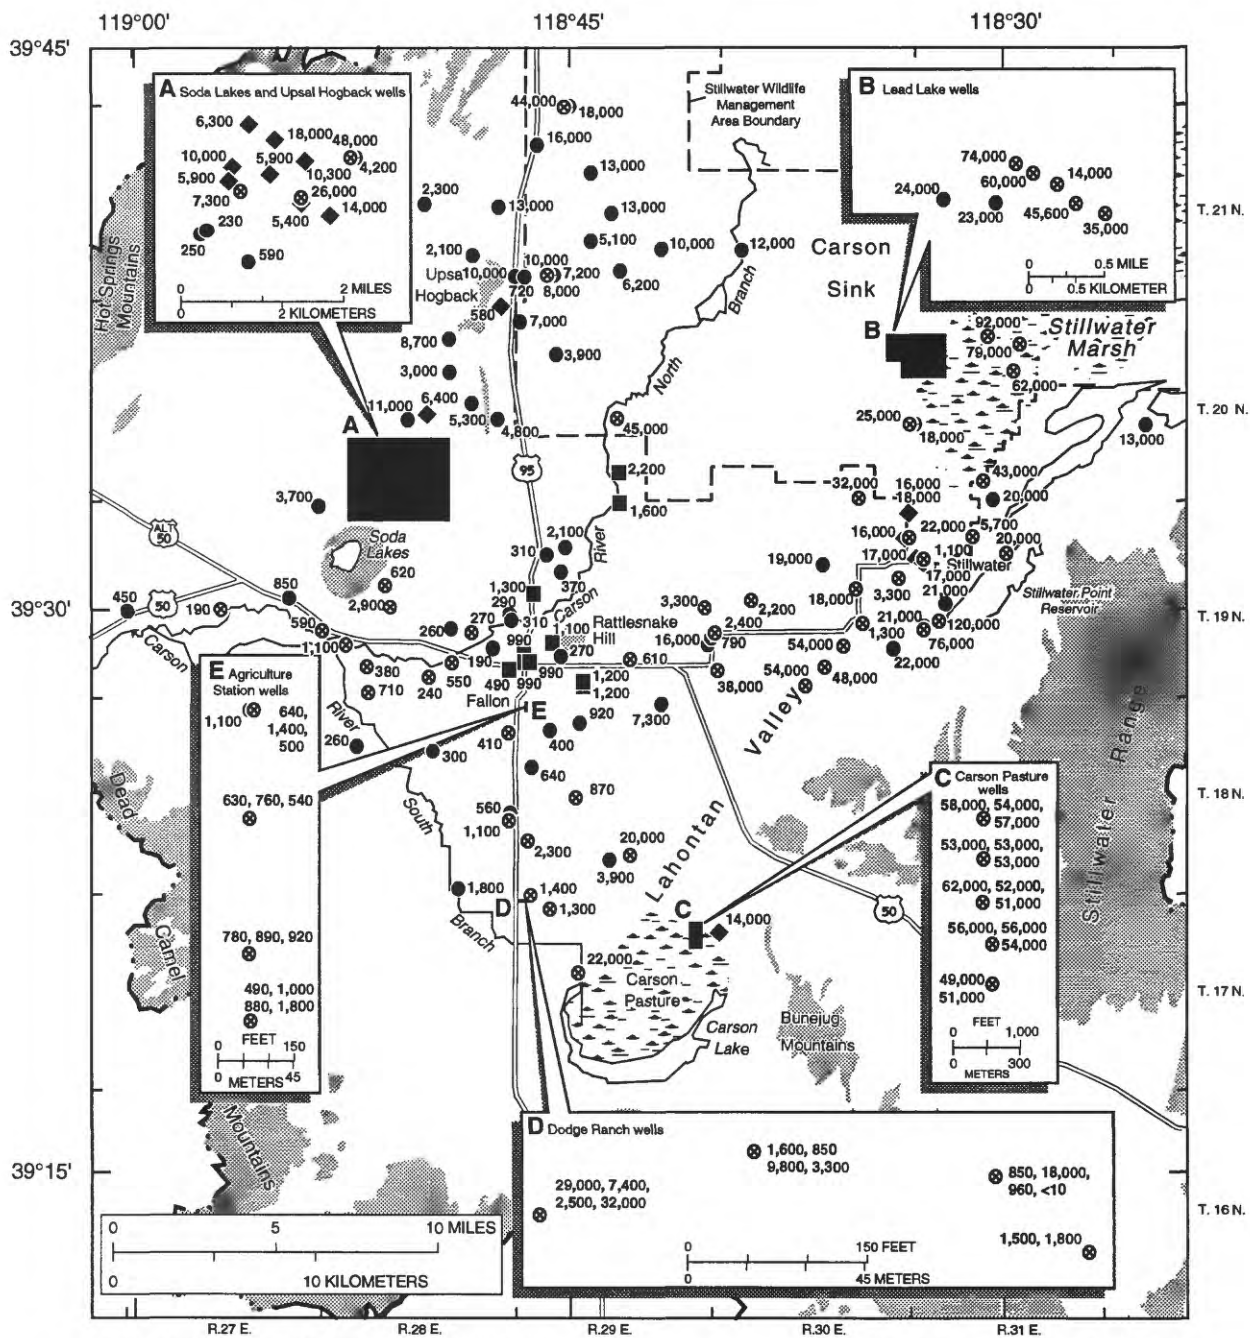 119°00'
118°45'
118°30'
39°45'
A Soda Lakes and Upsal Hogback wells
6,300
18,000
48,000
10,000
5,900
4,200
5,900
10,300
7,300
26,000
230
5,400
14,000
250
590
0 2 MILES
0 2 KILOMETERS
Hot Springs
Mountains
44,000
18,000
16,000
13,000
2,300
13,000
13,000
5,100
2,100
10,000
10,000
12,000
Upsal
Hogback
10,000
7,200
720
8,000
6,200
580
7,000
8,700
3,900
3,000
6,400
11,000
5,300
4,800
45,000
Stillwater Wildlife
Management
Area Boundary
North
Branch
B Lead Lake wells
74,000
60,000
14,000
24,000
23,000
45,600
35,000
0 0.5 MILE
0 0.5 KILOMETER
T. 21 N.
Carson
Sink
B
92,000
Stillwater
Marsh
79,000
62,000
25,000
18,000
T. 20 N.
13,000
A
95
2,200
1,600
3,700
ALT
50
Soda
Lakes
620
2,900
2,100
310
370
River
Carson
1,300
32,000
16,000
18,000
43,000
20,000
16,000
22,000
5,700
19,000
17,000
1,100
20,000
17,000
Stillwater
18,000
3,300
21,000
21,000
Stillwater Point
Reservoir
39°30'
450
50
190
850
590
1,100
Carson
River
290
270
310
260
990
1,100
Rattlesnake
Hill
190
270
380
550
490
990
990
1,200
1,200
710
240
Fallon
610
3,300
2,200
2,400
16,000
790
54,000
1,300
76,000
120,000
22,000
54,000
48,000
38,000
T. 19 N.
E Agriculture
Station wells
1,100
640,
1,400,
500
630, 760, 540
780, 890, 920
490, 1,000
880, 1,800
0 FEET 150
0 METERS 45
E
920
7,300
410
400
260
300
640
870
560
1,100
2,300
20,000
3,900
South
Branch
1,800
1,400
1,300
D
22,000
Lahontan
Valley
C
14,000
Carson
Pasture
Carson
Lake
Bunejug
Mountains
50
C Carson Pasture
wells
58,000, 54,000,
57,000
53,000, 53,000,
53,000
62,000, 52,000,
51,000
56,000, 56,000
54,000
49,000
51,000
0 FEET 1,000
0 300
METERS
Stillwater
Range
T. 18 N.
T. 17 N.
Dead
Camel
Mountains
39°15'
D Dodge Ranch wells
29,000, 7,400,
2,500, 32,000
1,600, 850
9,800, 3,300
850, 18,000,
960, <10
1,500, 1,800
0 150 FEET
0 45 METERS
T. 16 N.
0 5 10 MILES
0 10 KILOMETERS
R.27 E.
R.28 E.
R.29 E.
R.30 E.
R.31 E.